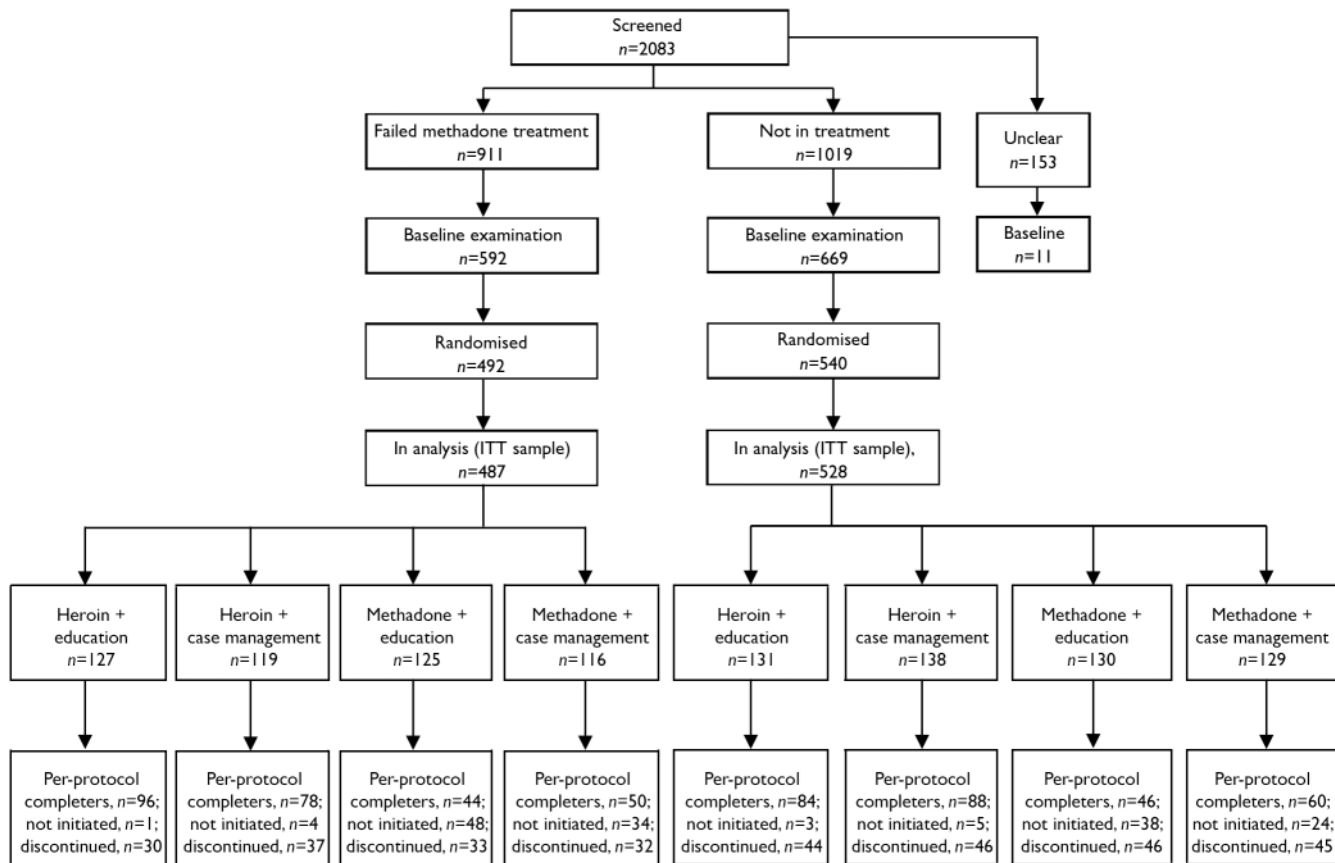 Screened
n=2083
Failed methadone treatment
n=911
Not in treatment
n=1019
Unclear
n=153
Baseline examination
n=592
Baseline examination
n=669
Baseline
n=11
Randomised
n=492
Randomised
n=540
In analysis (ITT sample)
n=487
In analysis (ITT sample),
n=528
Heroin +
education
n=127
Heroin +
case management
n=119
Methadone +
education
n=125
Methadone +
case management
n=116
Heroin +
education
n=131
Heroin +
case management
n=138
Methadone +
education
n=130
Methadone +
case management
n=129
Per-protocol
completers, n=96;
not initiated, n=1;
discontinued, n=30
Per-protocol
completers, n=78;
not initiated, n=4
discontinued, n=37
Per-protocol
completers, n=44;
not initiated, n=48;
discontinued, n=33
Per-protocol
completers, n=50;
not initiated, n=34;
discontinued, n=32
Per-protocol
completers, n=84;
not initiated, n=3;
discontinued, n=44
Per-protocol
completers, n=88;
not initiated, n=5;
discontinued, n=46
Per-protocol
completers, n=46;
not initiated, n=38;
discontinued, n=46
Per-protocol
completers, n=60;
not initiated, n=24;
discontinued, n=45